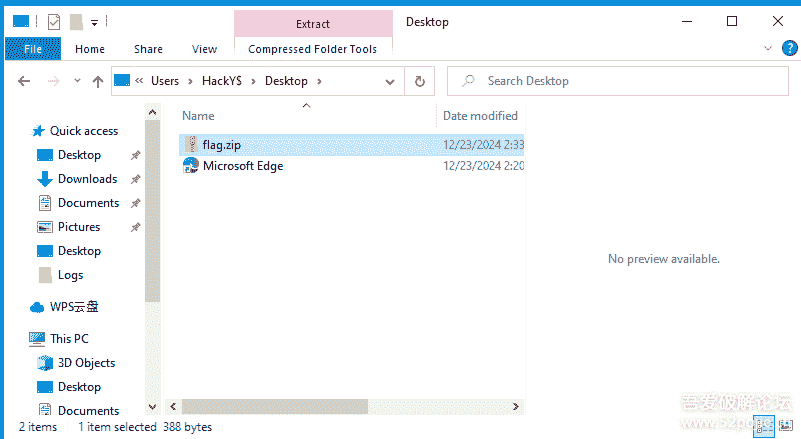 Extract
Desktop
File
Home
Share
View
Compressed Folder Tools
« Users > HackY$ > Desktop >
Search Desktop
Name
Date modified
Quick access
flag.zip
12/23/2024 2:33
Desktop
Microsoft Edge
12/23/2024 2:20
Downloads
Documents
Pictures
Desktop
Logs
No preview available.
WPS云盘
This PC
3D Objects
Desktop
Documents
2 items
1 item selected 388 bytes
吾爱破解论坛